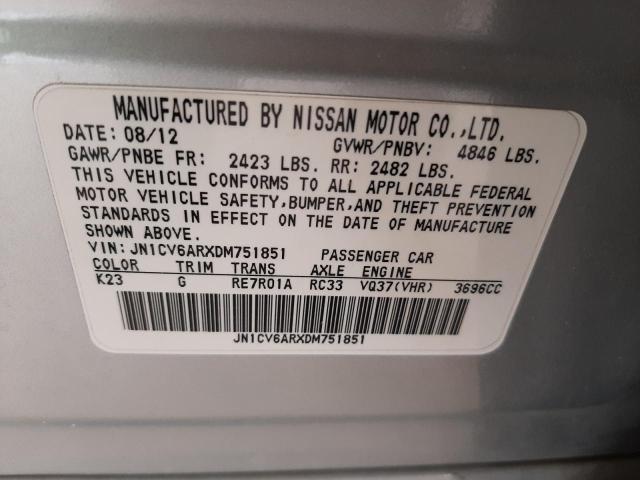 MANUFACTURED BY NISSAN MOTOR CO.,LTD.
DATE: 08/12 GVWR/PNBV: 4846 LBS.
GAWR/PNBE FR: 2423 LBS. RR: 2482 LBS.
THIS VEHICLE CONFORMS TO ALL APPLICABLE FEDERAL
MOTOR VEHICLE SAFETY,BUMPER,AND THEFT PREVENTION
STANDARDS IN EFFECT ON THE DATE OF MANUFACTURE
SHOWN ABOVE.
VIN: JN1CV6ARXDM751851 PASSENGER CAR
COLOR TRIM TRANS AXLE ENGINE
K23 G RE7R01A RC33 VQ37(VHR) 3696CC
JN1CV6ARXDM751851